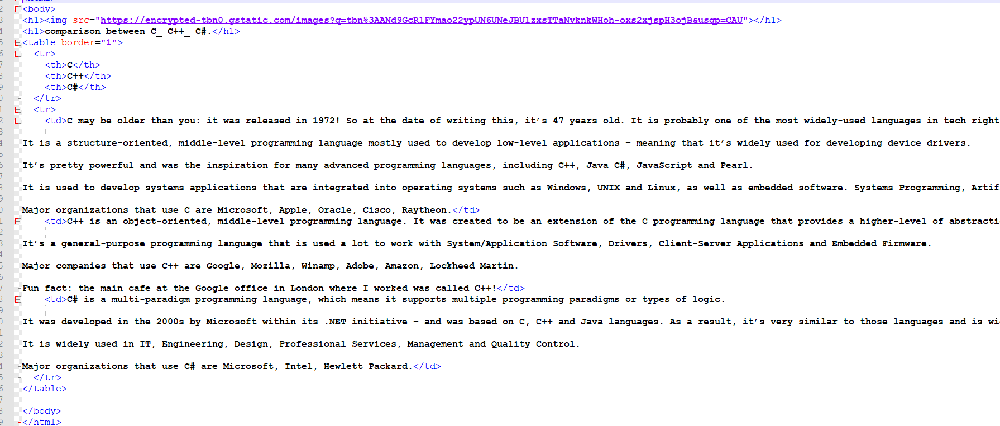 <body>
<h1><img src="https://encrypted-tbn0.gstatic.com/images?q=tbn%3AANd9GcR1FYmao22ypUN6UNeJBU1zxsTTaNvknkWHoh-oxs2xjspH3ojB&usqp=CAU"></h1>
<h1>comparison between C_ C++_ C#.</h1>
<table border="1">
<tr>
<th>C</th>
<th>C++</th>
<th>C#</th>
</tr>
<tr>
<td>C may be older than you: it was released in 1972! So at the date of writing this, it’s 47 years old. It is probably one of the most widely-used languages in tech right
It is a structure-oriented, middle-level programming language mostly used to develop low-level applications – meaning that it’s widely used for developing device drivers.
It’s pretty powerful and was the inspiration for many advanced programming languages, including C++, Java C#, JavaScript and Pearl.
It is used to develop systems applications that are integrated into operating systems such as Windows, UNIX and Linux, as well as embedded software. Systems Programming, Artif
Major organizations that use C are Microsoft, Apple, Oracle, Cisco, Raytheon.</td>
<td>C++ is an object-oriented, middle-level programming language. It was created to be an extension of the C programming language that provides a higher-level of abstracti
It’s a general-purpose programming language that is used a lot to work with System/Application Software, Drivers, Client-Server Applications and Embedded Firmware.
Major companies that use C++ are Google, Mozilla, Winamp, Adobe, Amazon, Lockheed Martin.
Fun fact: the main cafe at the Google office in London where I worked was called C++!</td>
<td>C# is a multi-paradigm programming language, which means it supports multiple programming paradigms or types of logic.
It was developed in the 2000s by Microsoft within its .NET initiative – and was based on C, C++ and Java languages. As a result, it’s very similar to those languages and is wi
It is widely used in IT, Engineering, Design, Professional Services, Management and Quality Control.
Major organizations that use C# are Microsoft, Intel, Hewlett Packard.</td>
</tr>
</table>
</body>
</html>